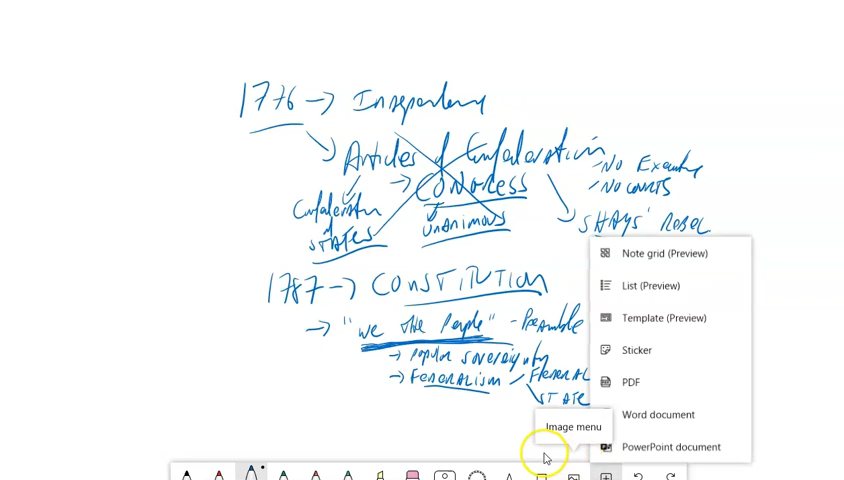 1776 → Independence
Articles of Confederation
- No Executive
- NO COURTS
→ CONGRESS
Confederation
of
STATES
UNANIMOUS
SHAYS' REBEL
1787 → CONSTITUTION
→ "We the People" - Preamble
→ Popular Sovereignty
→ Federalism
Federal
STATE
Note grid (Preview)
List (Preview)
Template (Preview)
Sticker
PDF
Word document
PowerPoint document
Image menu